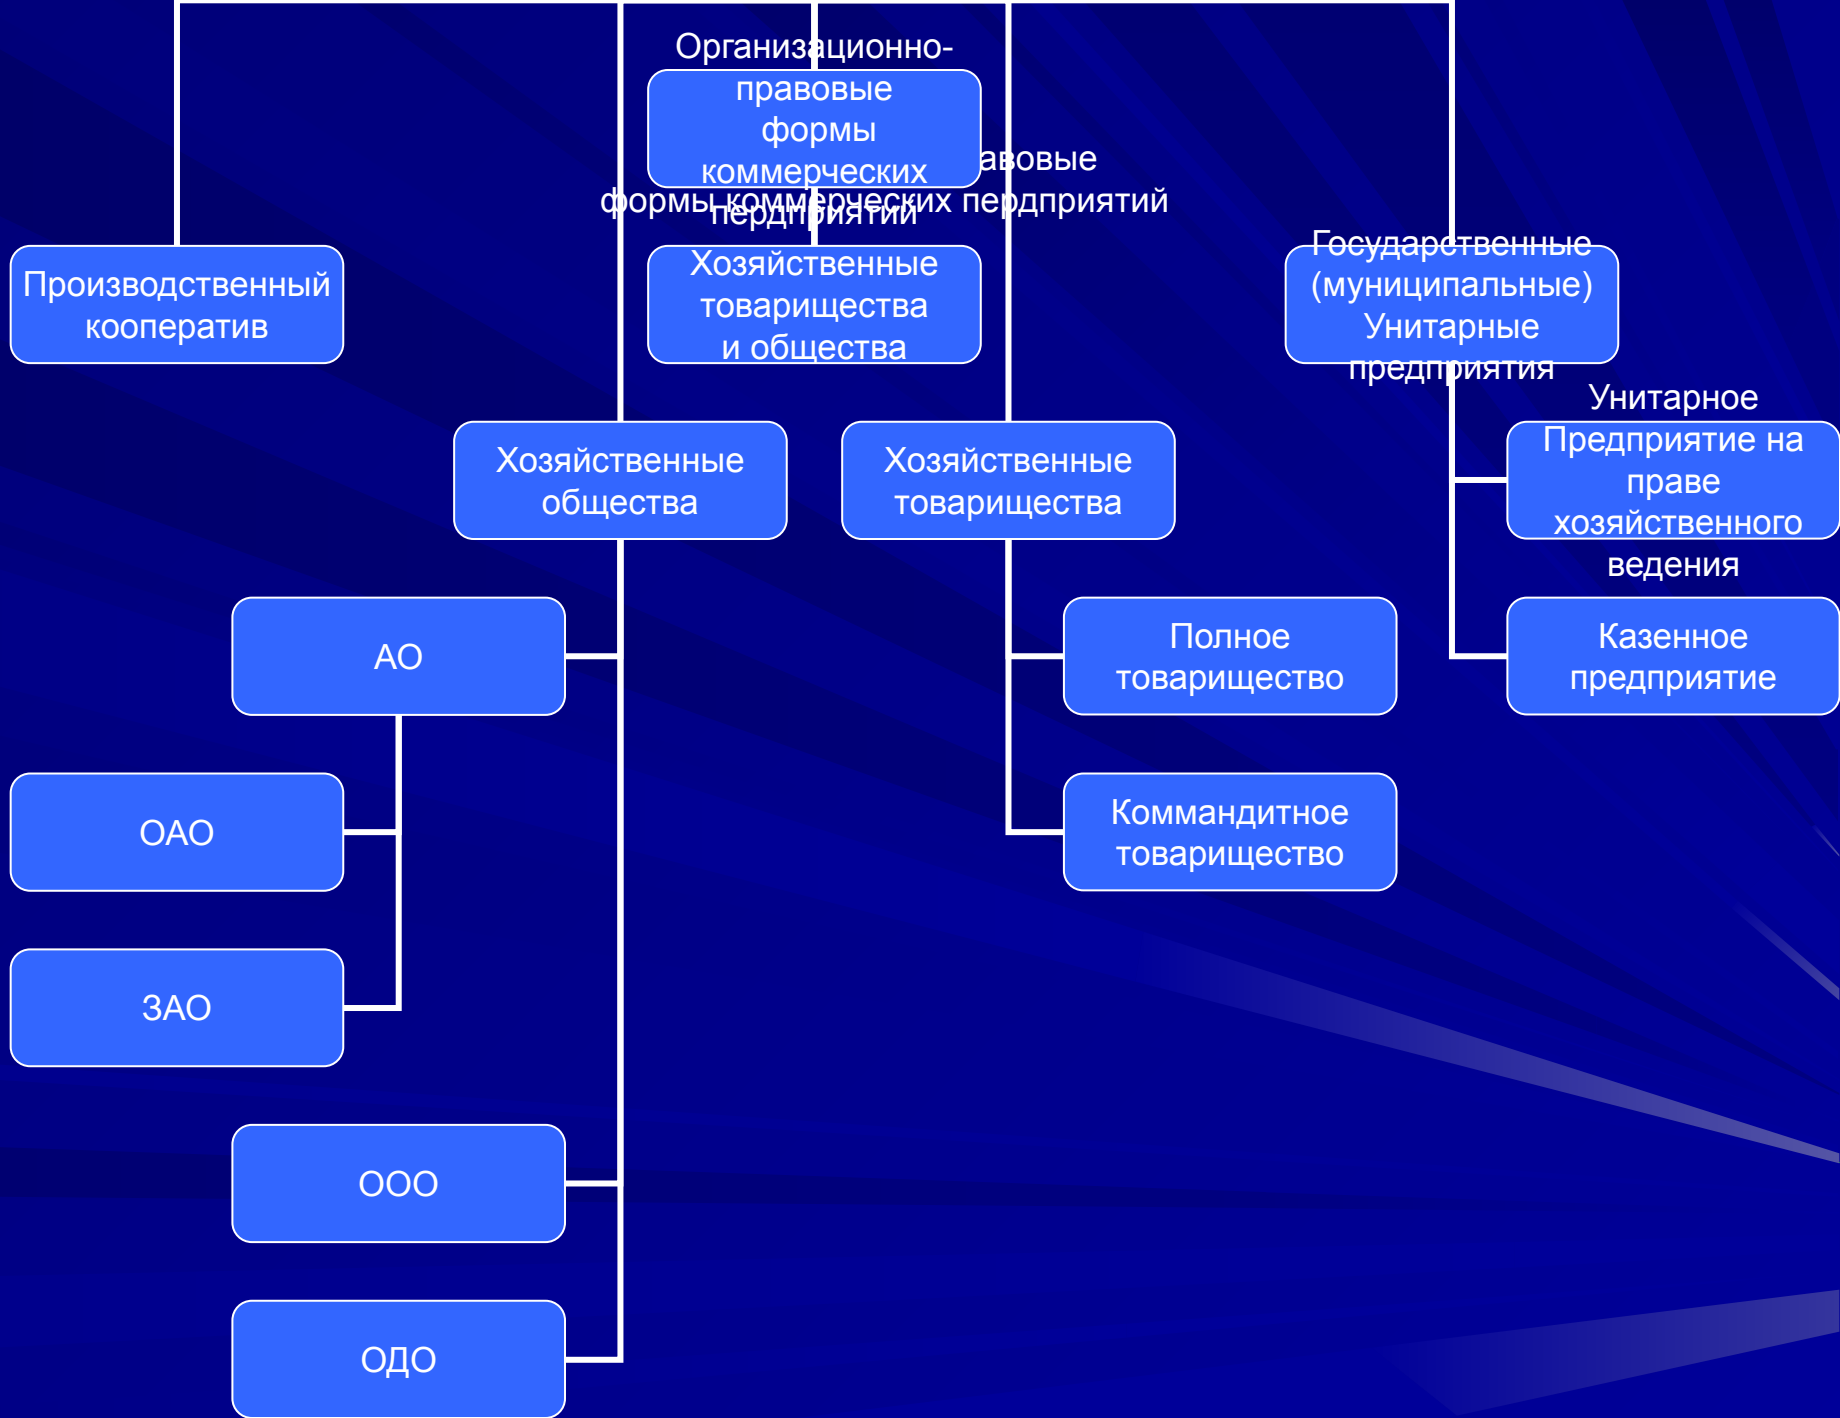 Организационно-
правовые
формы
коммерческих
пердприятий
авовые
формы коммерческих пердприятий
Производственный
кооператив
Хозяйственные
товарищества
и общества
Государственные
(муниципальные)
Унитарные
предприятия
Унитарное
Предприятие на
праве
хозяйственного
ведения
Хозяйственные
общества
Хозяйственные
товарищества
АО
Полное
товарищество
Казенное
предприятие
ОАО
Коммандитное
товарищество
ЗАО
ООО
ОДО